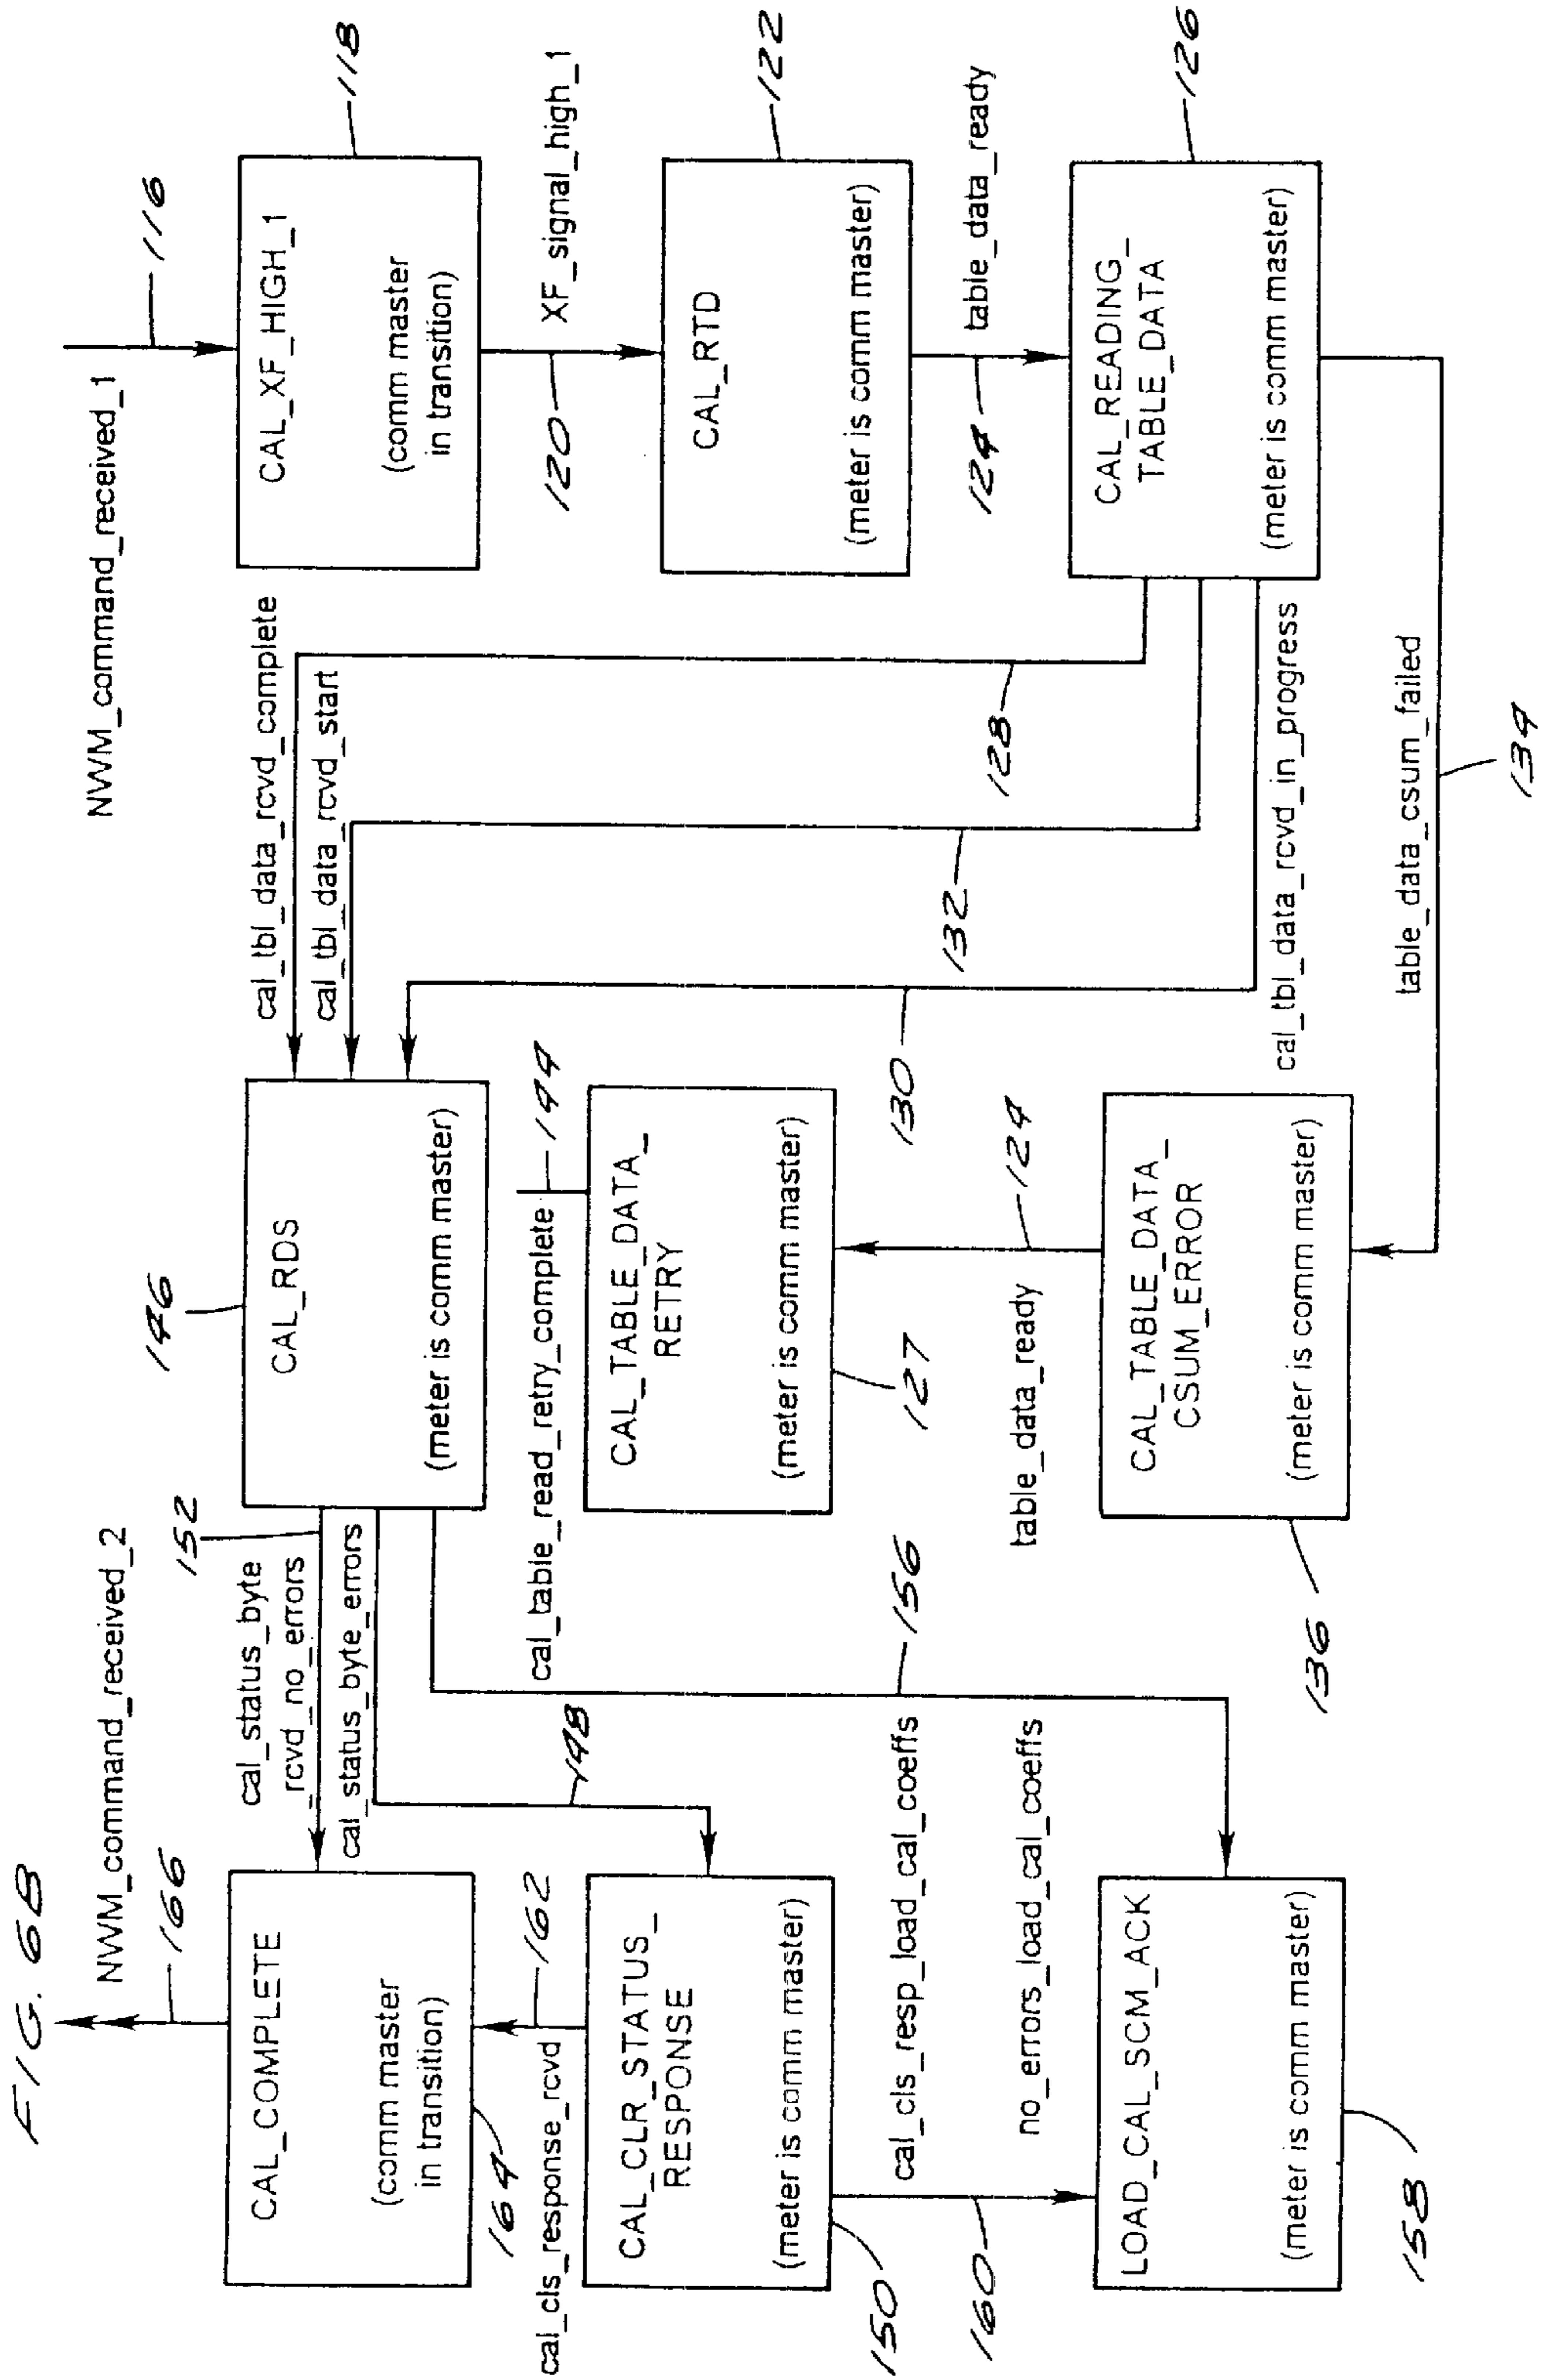 FIG. 6B
NWM_command_received_1
116
CAL_XF_HIGH_1
(comm master
in transition)
118
120
XF_signal_high_1
CAL_RTD
(meter is comm master)
122
124
table_data_ready
CAL_READING_
TABLE_DATA
(meter is comm master)
126
cal_tbl_data_rcvd_complete
cal_tbl_data_rcvd_start
128
132
130
cal_tbl_data_rcvd_in_progress
table_data_csum_failed
134
146
CAL_RDS
(meter is comm master)
144
cal_table_read_retry_complete
CAL_TABLE_DATA_
RETRY
(meter is comm master)
127
124
table_data_ready
CAL_TABLE_DATA_
CSUM_ERROR
(meter is comm master)
136
NWM_command_received_2
152
cal_status_byte
_rcvd_no_errors
cal_status_byte_errors
148
156
166
CAL_COMPLETE
(comm master
in transition)
164
162
cal_cls_response_rcvd
CAL_CLR_STATUS_
RESPONSE
(meter is comm master)
150
cal_cls_resp_load_cal_coeffs
no_errors_load_cal_coeffs
160
LOAD_CAL_SCM_ACK
(meter is comm master)
158